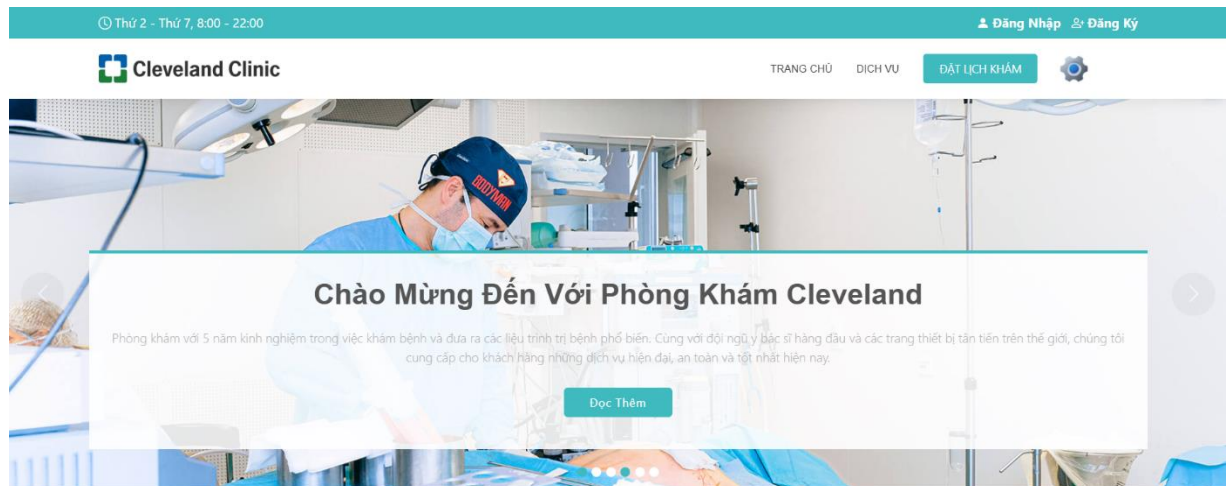 Thứ 2 - Thứ 7, 8:00 - 22:00
Đăng Nhập Đăng Ký
Cleveland Clinic
TRANG CHỦ DỊCH VỤ ĐẶT LỊCH KHÁM
BODYMAN
Chào Mừng Đến Với Phòng Khám Cleveland
Phòng khám với 5 năm kinh nghiệm trong việc khám bệnh và đưa ra các liệu trình trị bệnh phổ biến. Cùng với đội ngũ y bác sĩ hàng đầu và các trang thiết bị tân tiến trên thế giới, chúng tôi
cung cấp cho khách hàng những dịch vụ hiện đại, an toàn và tốt nhất hiện nay.
Đọc Thêm